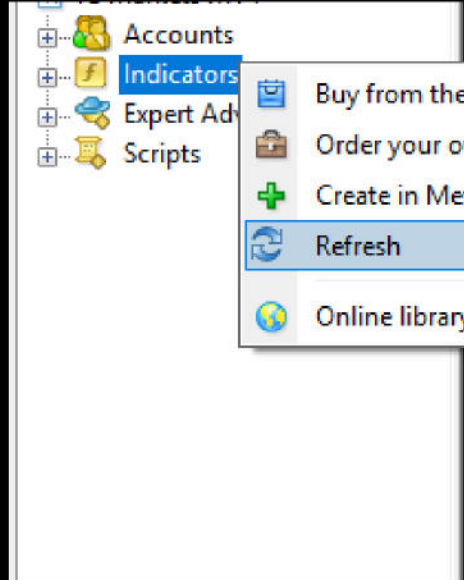 Accounts
Indicators
Expert Adv
Scripts
Buy from the
Order your o
Create in Me
Refresh
Online library